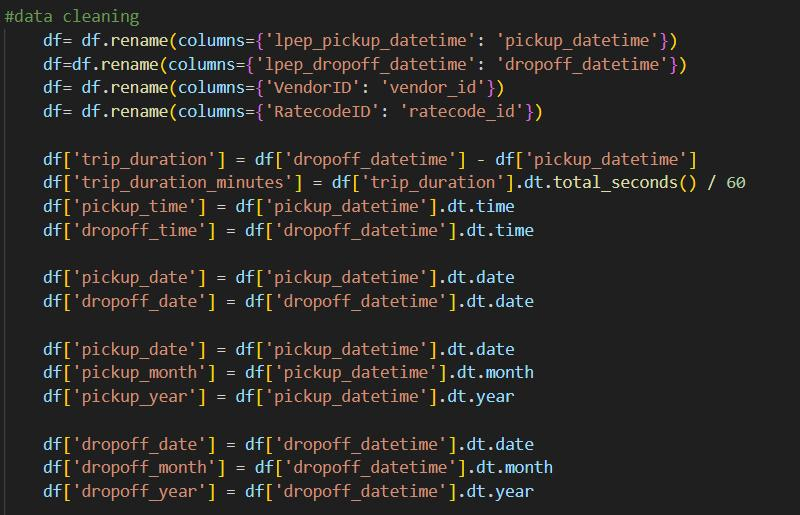 #data cleaning
df= df.rename(columns={'lpep_pickup_datetime': 'pickup_datetime'})
df=df.rename(columns={'lpep_dropoff_datetime': 'dropoff_datetime'})
df= df.rename(columns={'VendorID': 'vendor_id'})
df= df.rename(columns={'RatecodeID': 'ratecode_id'})
df['trip_duration'] = df['dropoff_datetime'] - df['pickup_datetime']
df['trip_duration_minutes'] = df['trip_duration'].dt.total_seconds() / 60
df['pickup_time'] = df['pickup_datetime'].dt.time
df['dropoff_time'] = df['dropoff_datetime'].dt.time
df['pickup_date'] = df['pickup_datetime'].dt.date
df['dropoff_date'] = df['dropoff_datetime'].dt.date
df['pickup_date'] = df['pickup_datetime'].dt.date
df['pickup_month'] = df['pickup_datetime'].dt.month
df['pickup_year'] = df['pickup_datetime'].dt.year
df['dropoff_date'] = df['dropoff_datetime'].dt.date
df['dropoff_month'] = df['dropoff_datetime'].dt.month
df['dropoff_year'] = df['dropoff_datetime'].dt.year